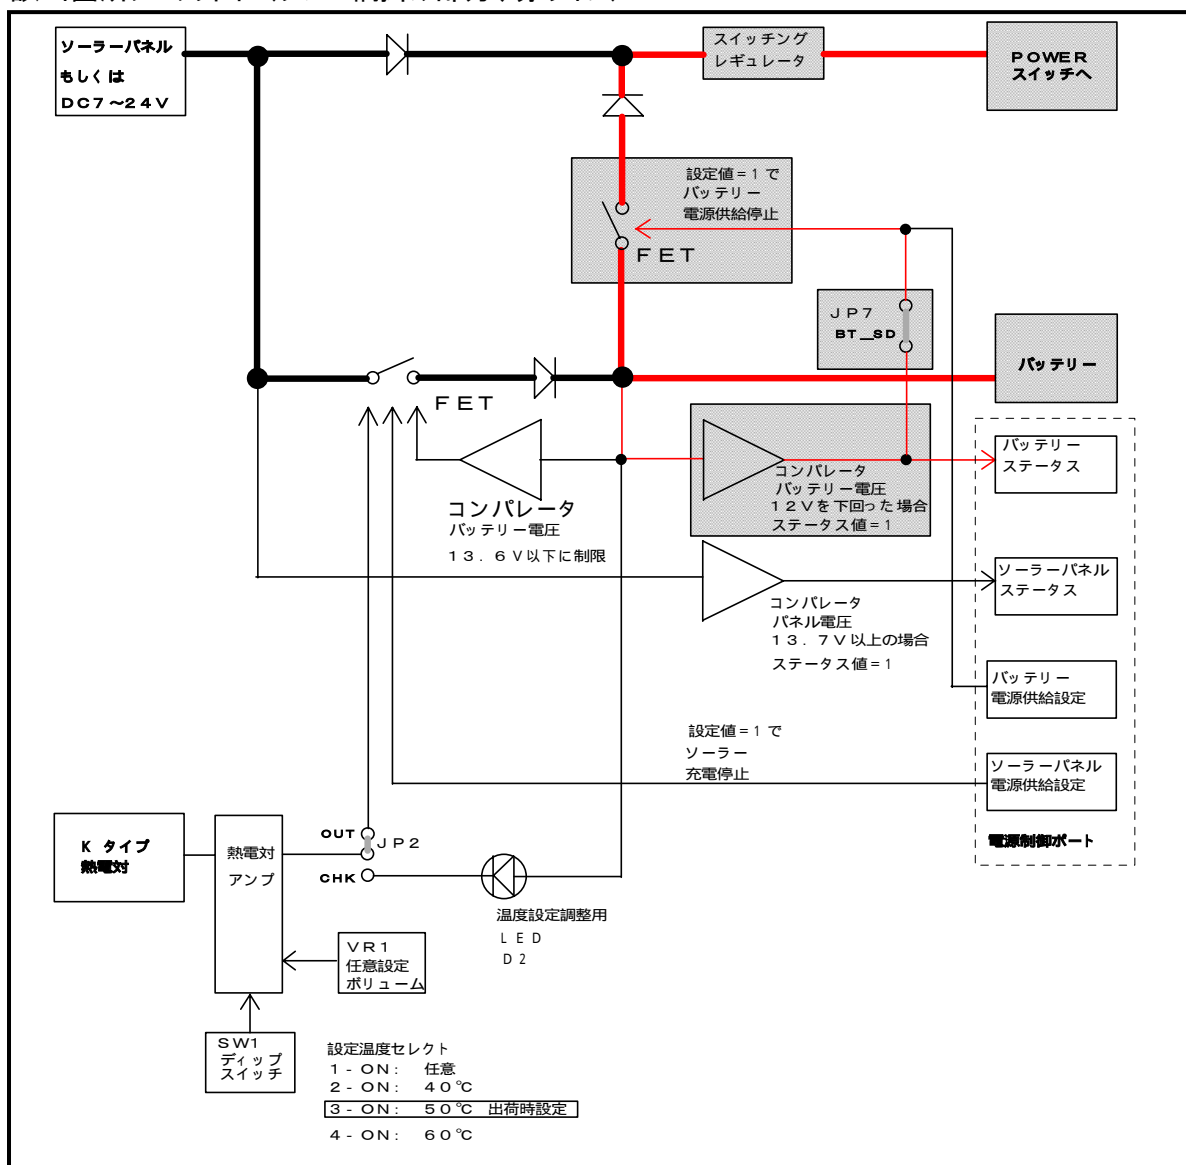 ソーラーパネル
もしくは
DC7～24V
スイッチング
レギュレータ
POWER
スイッチへ
設定値=1で
バッテリー
電源供給停止
FET
JP7
BT_SD
バッテリー
FET
コンパレータ
バッテリー電圧
13.6V以下に制限
コンパレータ
バッテリー電圧
12Vを下回った場合
ステータス値=1
バッテリー
ステータス
コンパレータ
パネル電圧
13.7V以上の場合
ステータス値=1
ソーラーパネル
ステータス
バッテリー
電源供給設定
設定値=1で
ソーラー
充電停止
ソーラーパネル
電源供給設定
電源制御ポート
Kタイプ
熱電対
熱電対
アンプ
OUT
JP2
CHK
温度設定調整用
LED
D2
VR1
任意設定
ボリューム
SW1
ディップ
スイッチ
設定温度セレクト
1-ON: 任意
2-ON: 40℃
3-ON: 50℃ 出荷時設定
4-ON: 60℃